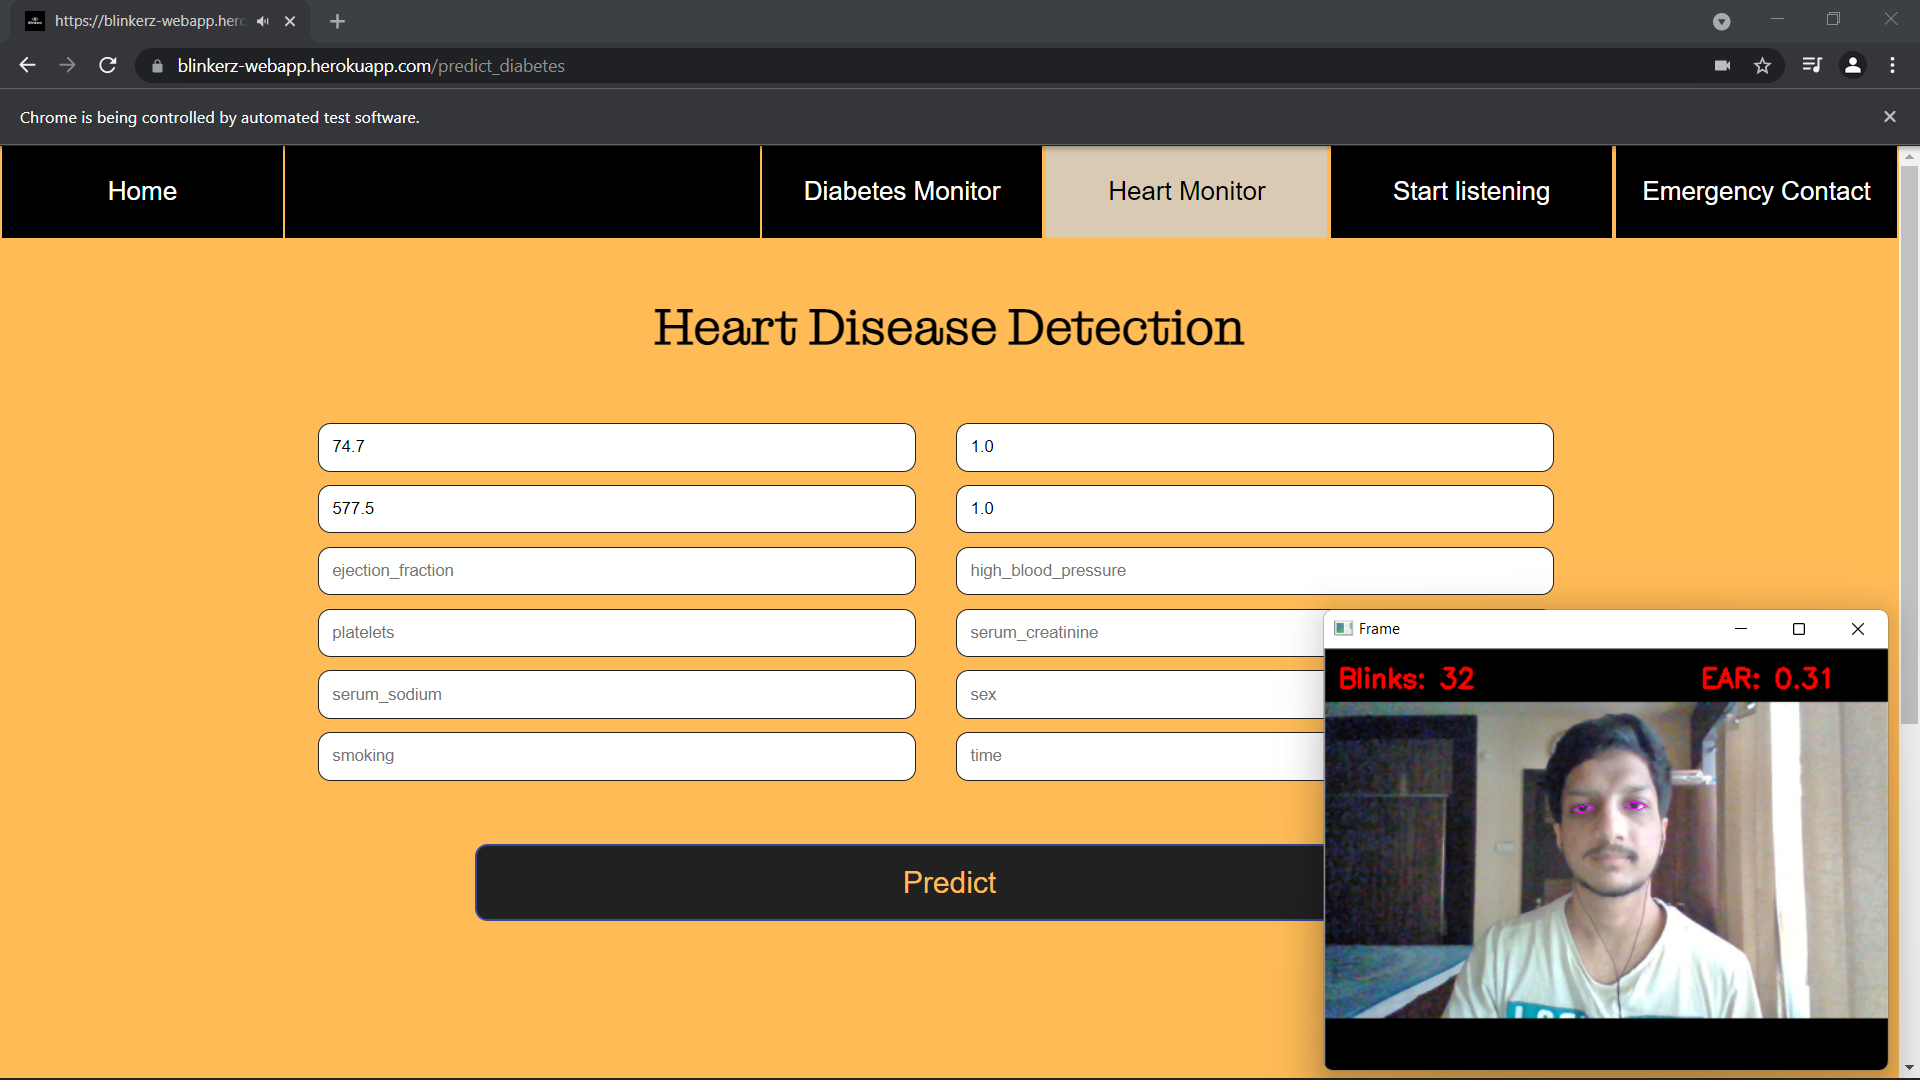 https://blinkerz-webapp.her
blinkerz-webapp.herokuapp.com/predict_diabetes
Chrome is being controlled by automated test software.
Home Diabetes Monitor Heart Monitor Start listening Emergency Contact
Heart Disease Detection
74.7 1.0
577.5 1.0
ejection_fraction high_blood_pressure
platelets serum_creatinine
serum_sodium sex
smoking time
Predict
Frame
Blinks: 32 EAR: 0.31